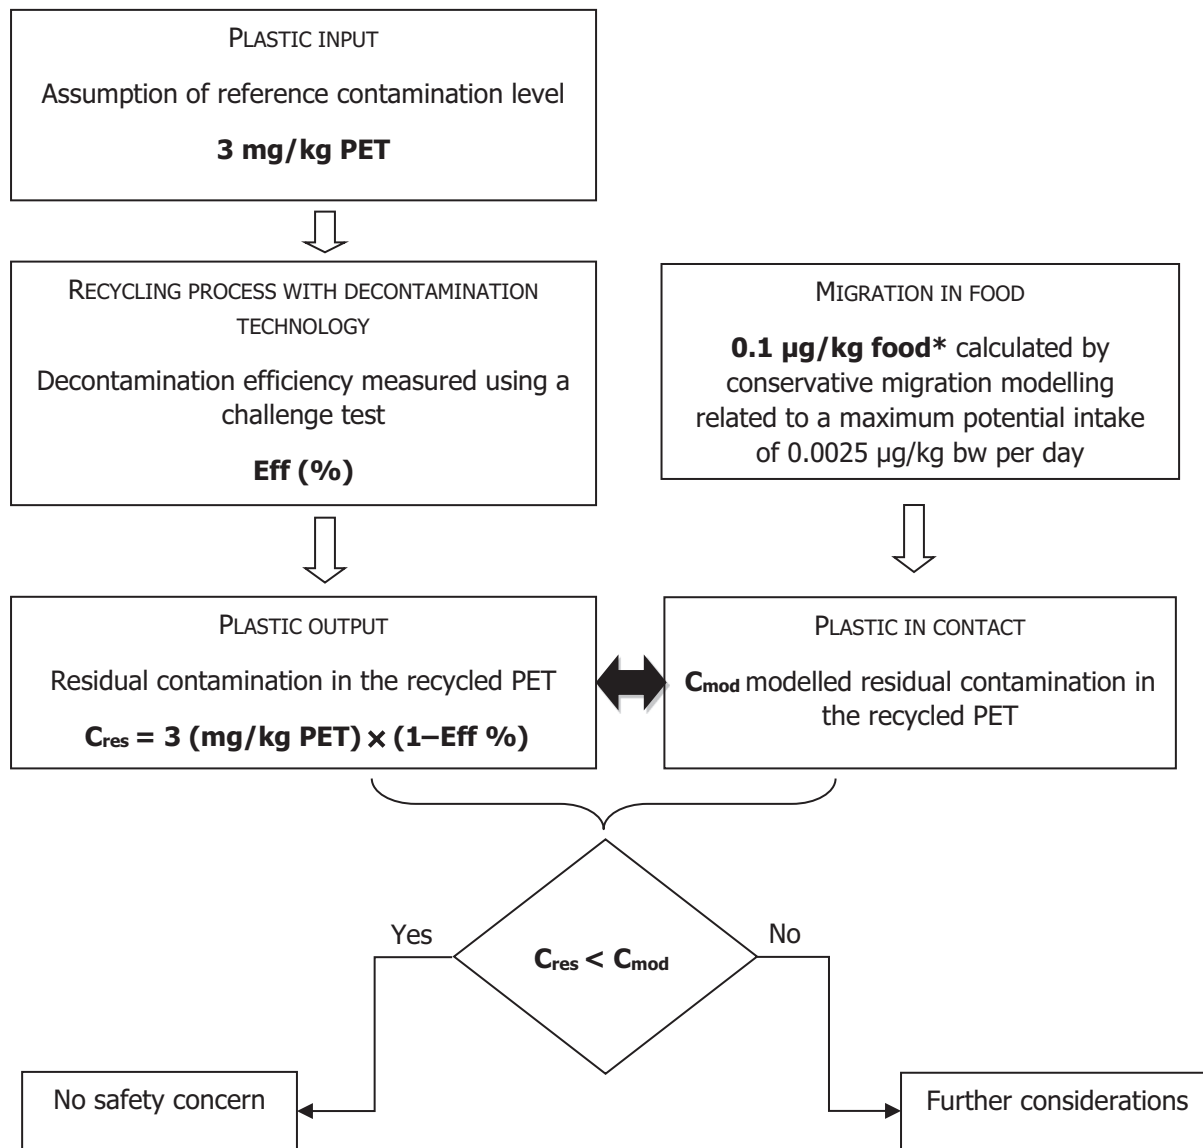 PLASTIC INPUT
Assumption of reference contamination level
3 mg/kg PET
RECYCLING PROCESS WITH DECONTAMINATION
TECHNOLOGY
Decontamination efficiency measured using a
challenge test
Eff (%)
MIGRATION IN FOOD
0.1 µg/kg food* calculated by
conservative migration modelling
related to a maximum potential intake
of 0.0025 µg/kg bw per day
PLASTIC OUTPUT
Residual contamination in the recycled PET
Cres = 3 (mg/kg PET) × (1–Eff %)
PLASTIC IN CONTACT
Cmod modelled residual contamination in
the recycled PET
Yes
No
Cres < Cmod
No safety concern
Further considerations